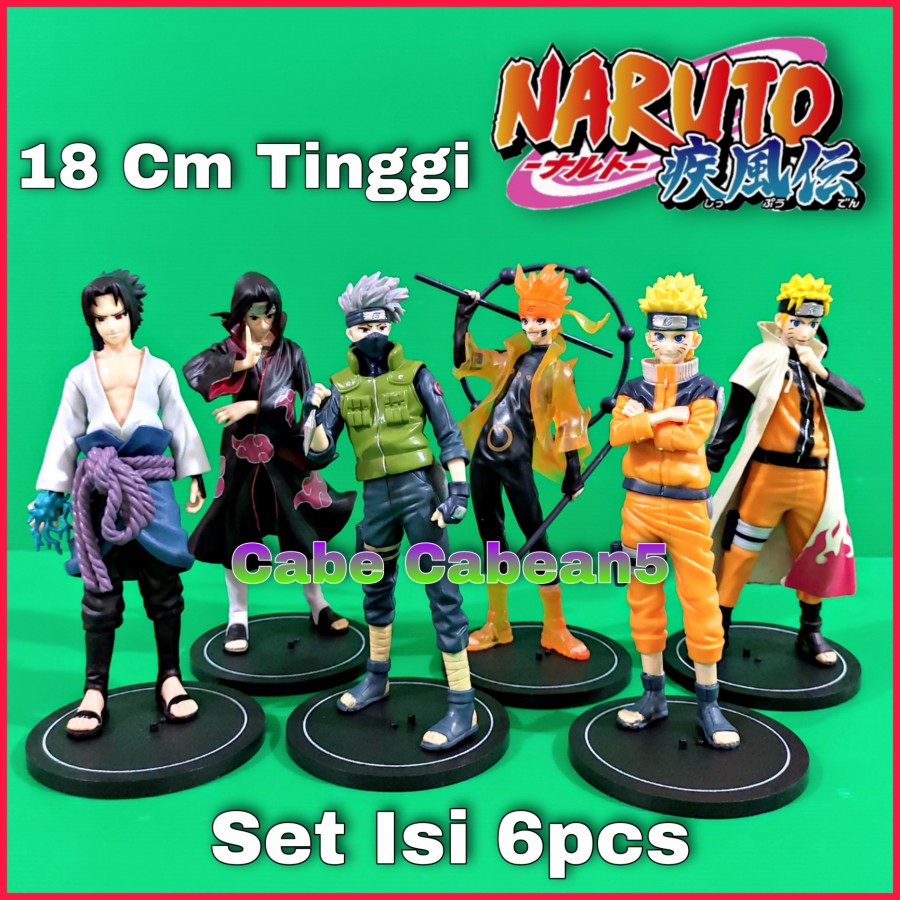 NARUTO
18 Cm Tinggi
-ナルト- 疾風伝
しっ ぷう でん
Cabe Cabean5
Set Isi 6pcs